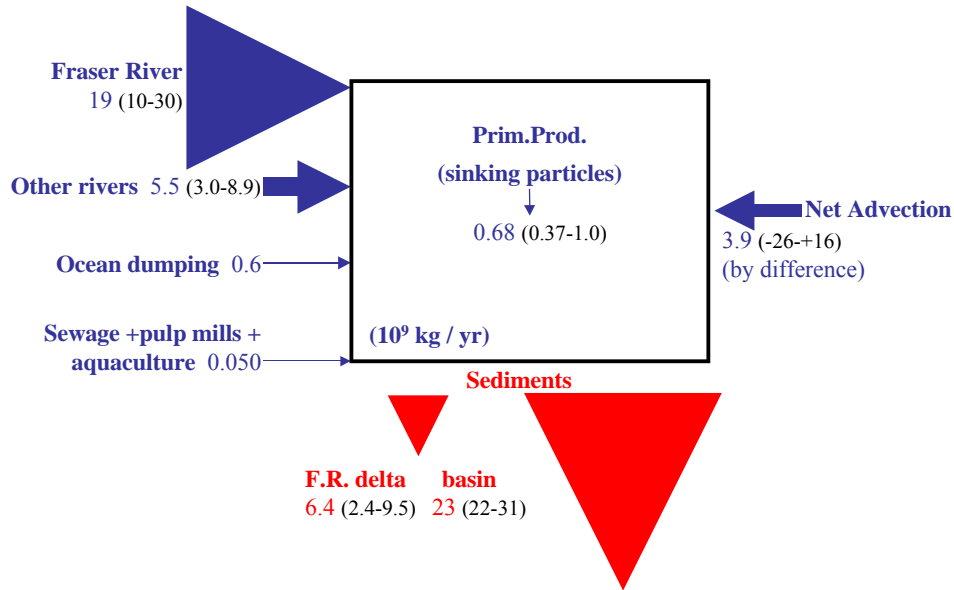 Fraser River
19 (10-30)
Other rivers 5.5 (3.0-8.9)
Ocean dumping 0.6
Sewage +pulp mills +
aquaculture 0.050
Prim.Prod.
(sinking particles)
0.68 (0.37-1.0)
(10⁹ kg / yr)
Net Advection
3.9 (-26-+16)
(by difference)
Sediments
F.R. delta basin
6.4 (2.4-9.5) 23 (22-31)